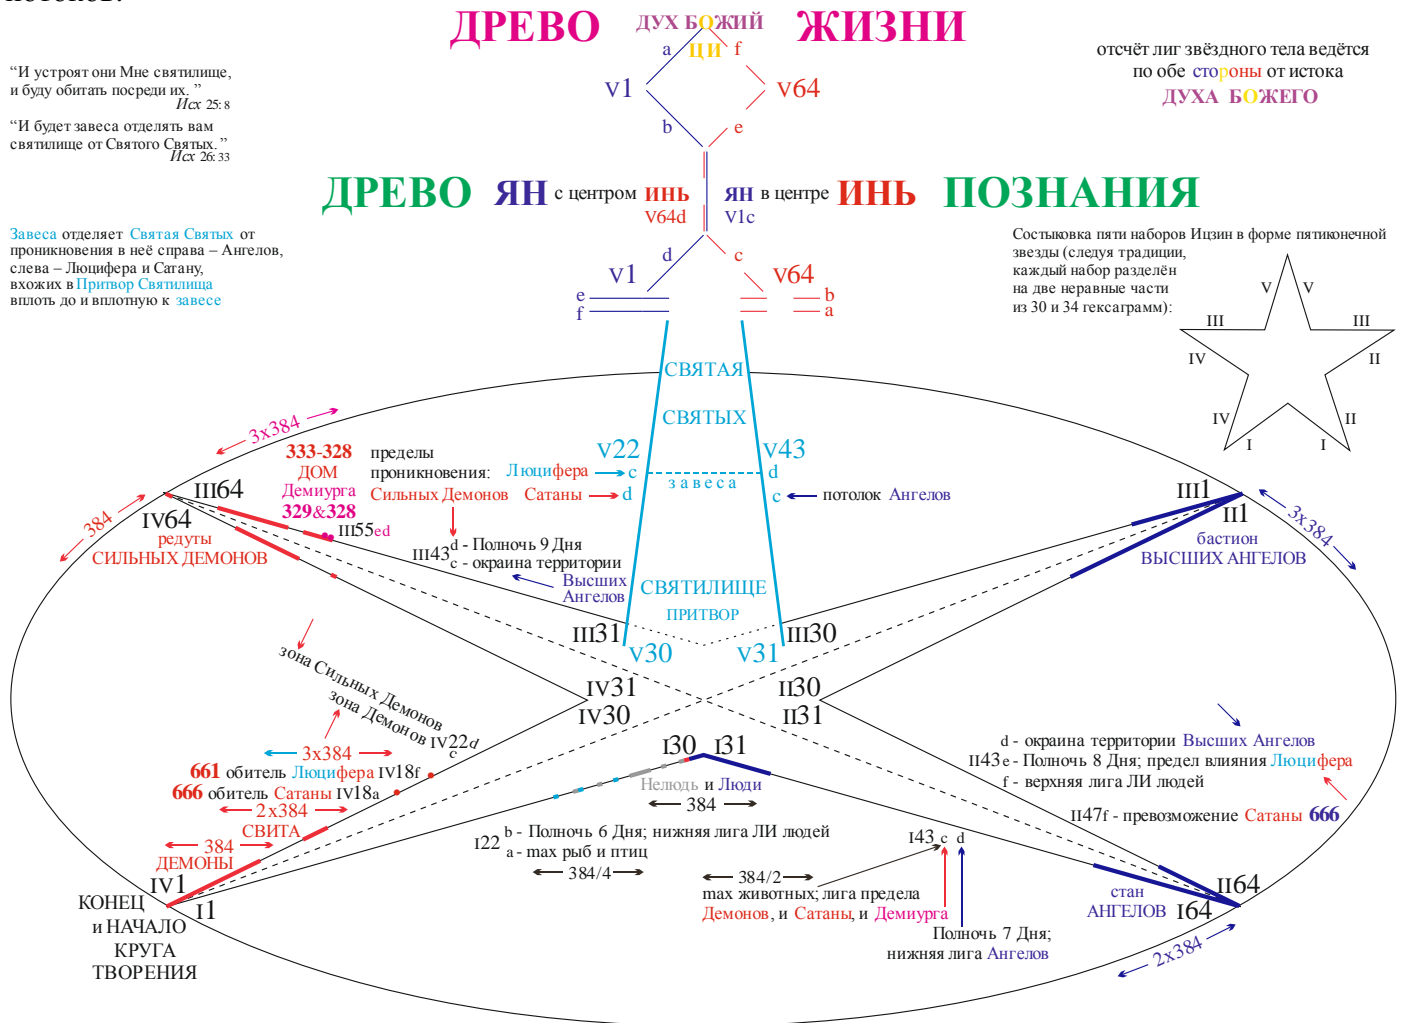 потоков.
ДРЕВО ДУХ БОЖИЙ ЖИЗНИ
ЦИ
a f
V1 V64
b e
“И устроят они Мне святилище,
и буду обитать посреди их. ”
Исх 25: 8
“И будет завеса отделять вам
святилище от Святого Святых. ”
Исх 26: 33
отсчёт лиг звёздного тела ведётся
по обе стороны от истока
ДУХА БОЖЕГО
ДРЕВО ЯН с центром ИНЬ ЯН в центре ИНЬ ПОЗНАНИЯ
V64d V1c
d c
V1 V64
e b
f a
Завеса отделяет Святая Святых от
проникновения в неё справа – Ангелов,
слева – Люцифера и Сатану,
вхожих в Притвор Святилища
вплоть до и вплотную к завесе
Состыковка пяти наборов Ицзин в форме пятиконечной
звезды (следуя традиции,
каждый набор разделён
на две неравные части
из 30 и 34 гексаграмм):
V V
III III
IV II
IV II
I I
СВЯТАЯ
СВЯТЫХ
V22 V43
c d
завеса
d c
3x384
333-328
ДОМ
Демиурга
329&328
пределы
проникновения: Люцифера
Сильных Демонов Сатаны
потолок Ангелов
III64
IV64
редуты
СИЛЬНЫХ ДЕМОНОВ
384
III55ed
III43 d - Полночь 9 Дня
c - окраина территории
Высших
Ангелов
СВЯТИЛИЩЕ
ПРИТВОР
III1
II1
бастион
ВЫСШИХ АНГЕЛОВ
3x384
III31 III30
V30 V31
зона Сильных Демонов
зона Демонов
IV22 d
c
IV31
IV30
II30
II31
3x384
661 обитель Люцифера IV18f
666 обитель Сатаны IV18a
2x384
СВИТА
384
ДЕМОНЫ
IV1
I1
КОНЕЦ
и НАЧАЛО
КРУГА
ТВОРЕНИЯ
I30 I31
Нелюдь и Люди
384
I22 b - Полночь 6 Дня; нижняя лига ЛИ людей
a - max рыб и птиц
384/4 384/2
max животных; лига предела
Демонов, и Сатаны, и Демиурга
I43 c d
Полночь 7 Дня;
нижняя лига Ангелов
d - окраина территории Высших Ангелов
II43 e - Полночь 8 Дня; предел влияния Люцифера
f - верхняя лига ЛИ людей
II47f - превозможение Сатаны 666
стан
АНГЕЛОВ
II64
I64
2x384